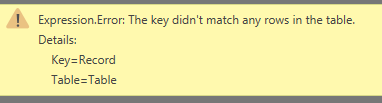 Expression.Error: The key didn't match any rows in the table.
Details:
Key=Record
Table=Table